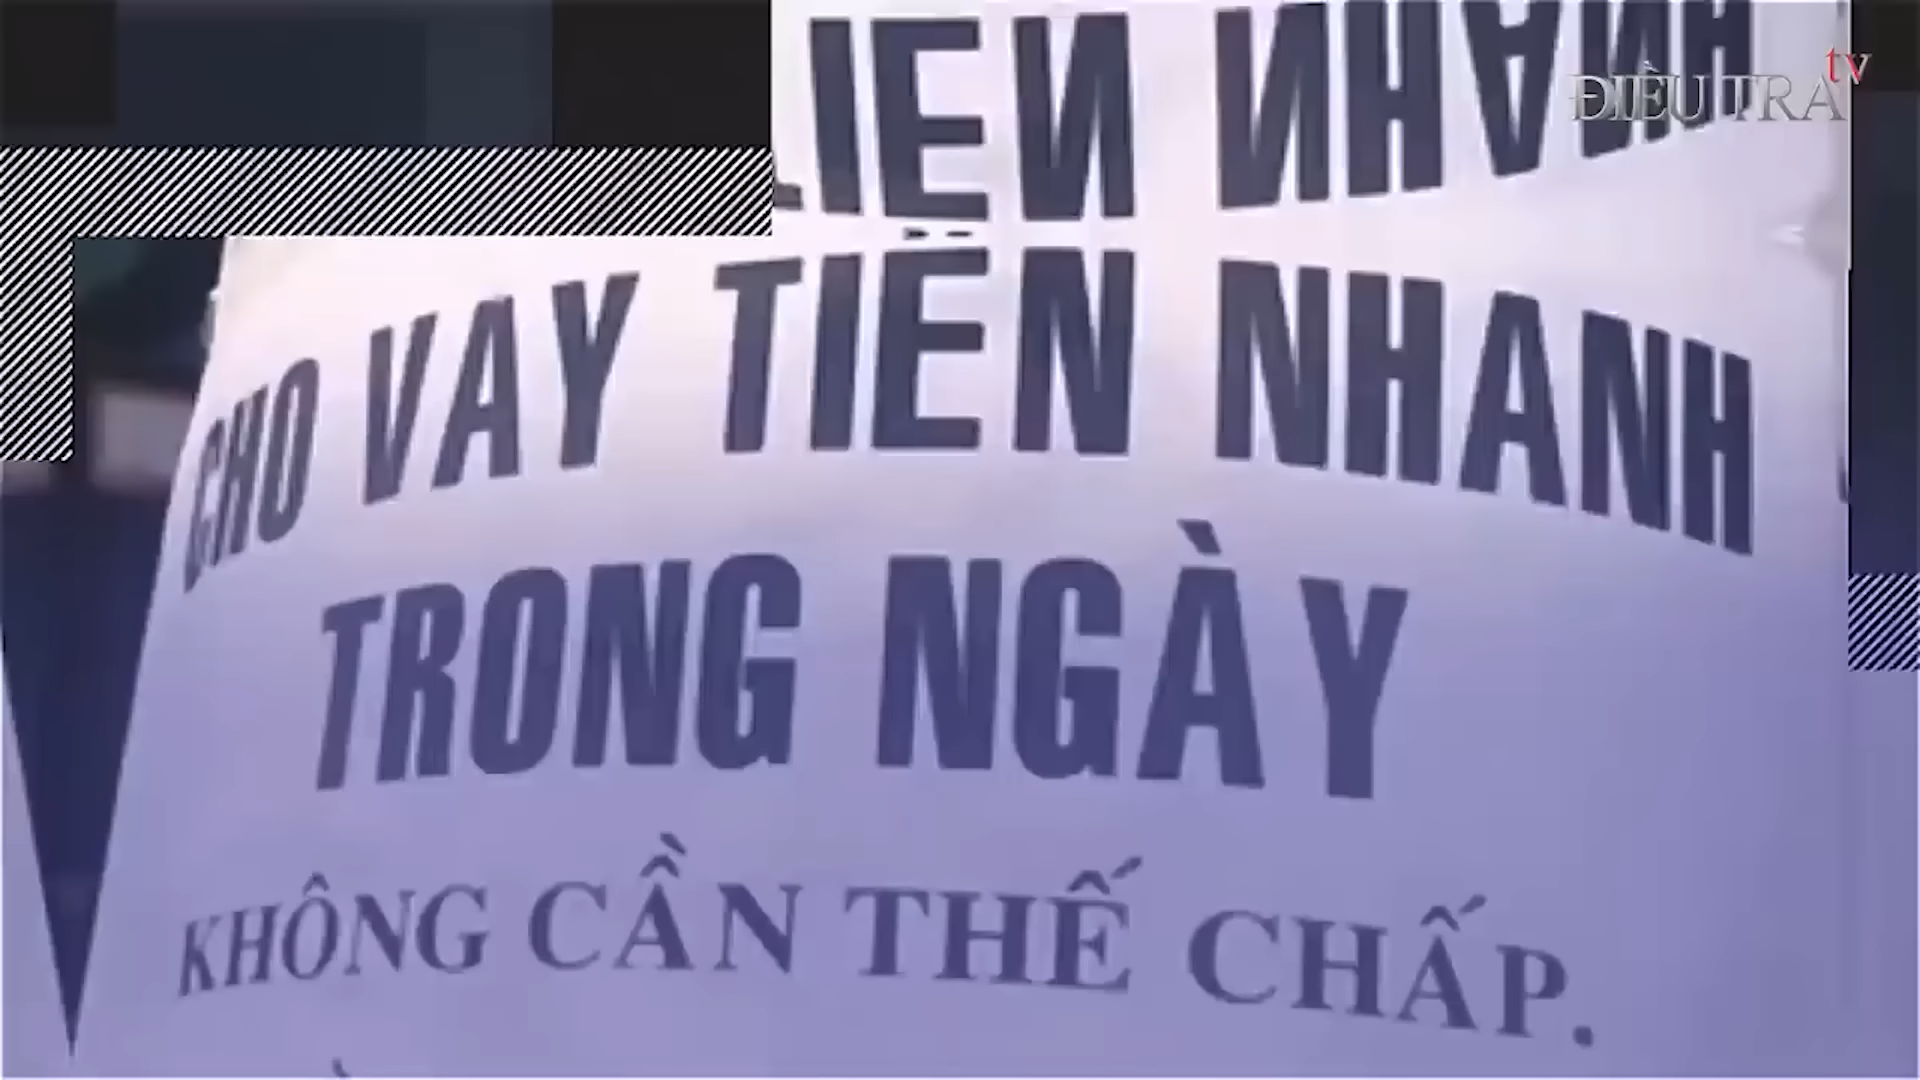 ĐIỀU TRA tv
CHO VAY TIỀN NHANH
TRONG NGÀY
KHÔNG CẦN THẾ CHẤP.